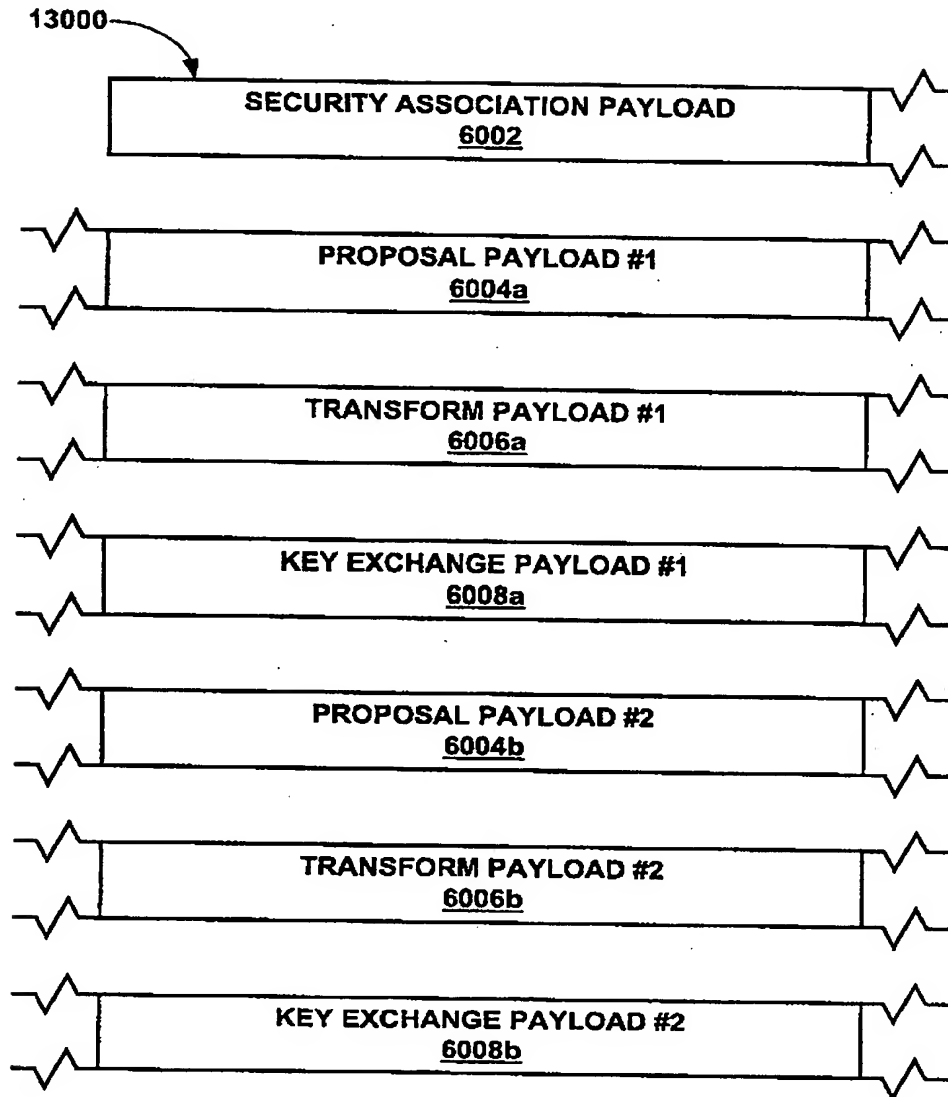 13000
SECURITY ASSOCIATION PAYLOAD
6002
PROPOSAL PAYLOAD #1
6004a
TRANSFORM PAYLOAD #1
6006a
KEY EXCHANGE PAYLOAD #1
6008a
PROPOSAL PAYLOAD #2
6004b
TRANSFORM PAYLOAD #2
6006b
KEY EXCHANGE PAYLOAD #2
6008b